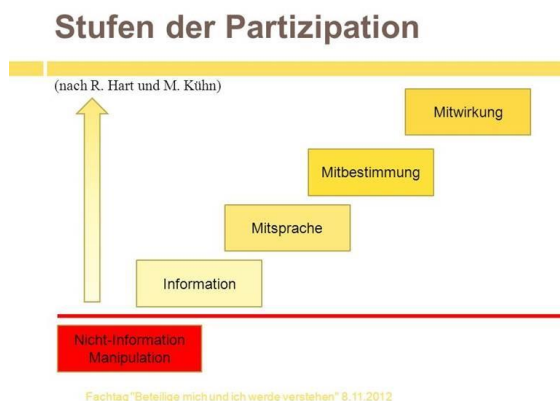 Stufen der Partizipation
(nach R. Hart und M. Kühn)
Mitwirkung
Mitbestimmung
Mitsprache
Information
Nicht-Information
Manipulation
Fachtag"Beteilige mich und ich werde verstehen" 8.11.2012